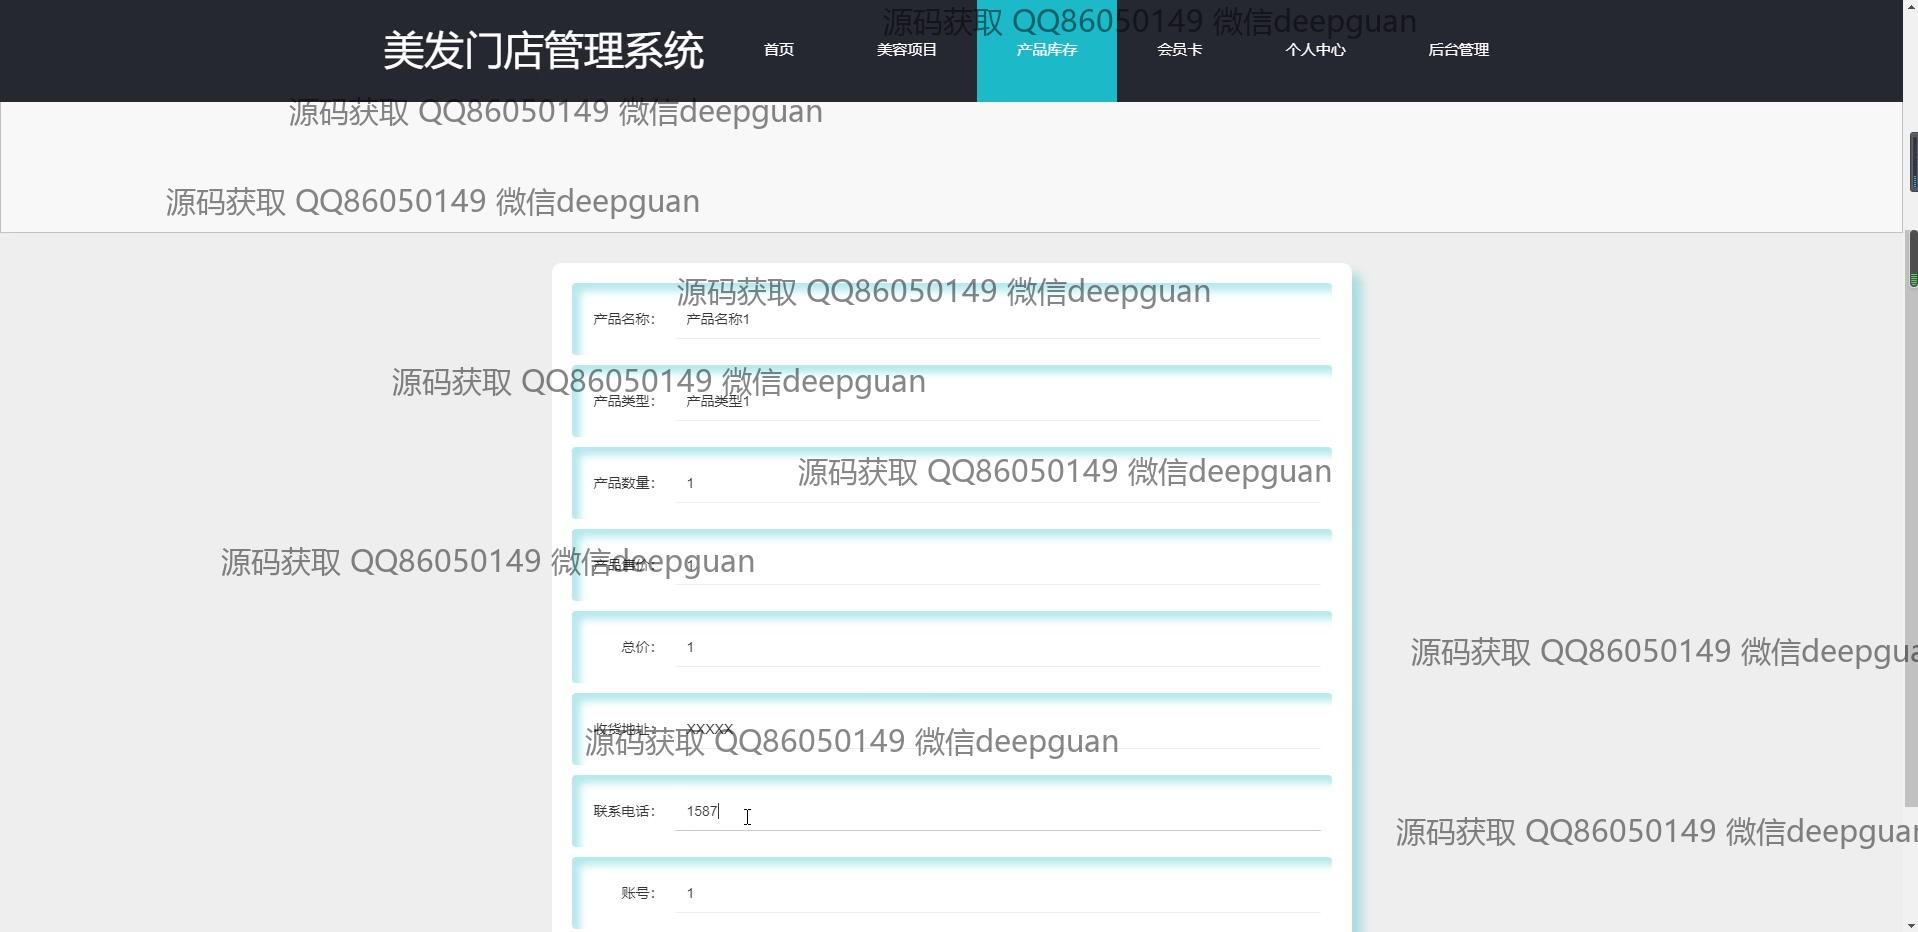 源码获取 QQ86050149 微信deepguan
美发门店管理系统 首页 美容项目 产品库存 会员卡 个人中心 后台管理
源码获取 QQ86050149 微信deepguan
源码获取 QQ86050149 微信deepguan
源码获取 QQ86050149 微信deepguan
产品名称： 产品名称1
源码获取 QQ86050149 微信deepguan
产品类型： 产品类型1
源码获取 QQ86050149 微信deepguan
产品数量： 1
源码获取 QQ86050149 微信deepguan
产品售价： 1
总价： 1
源码获取 QQ86050149 微信deepgua
收货地址： XXXXX
源码获取 QQ86050149 微信deepguan
联系电话： 1587
源码获取 QQ86050149 微信deepguan
账号： 1